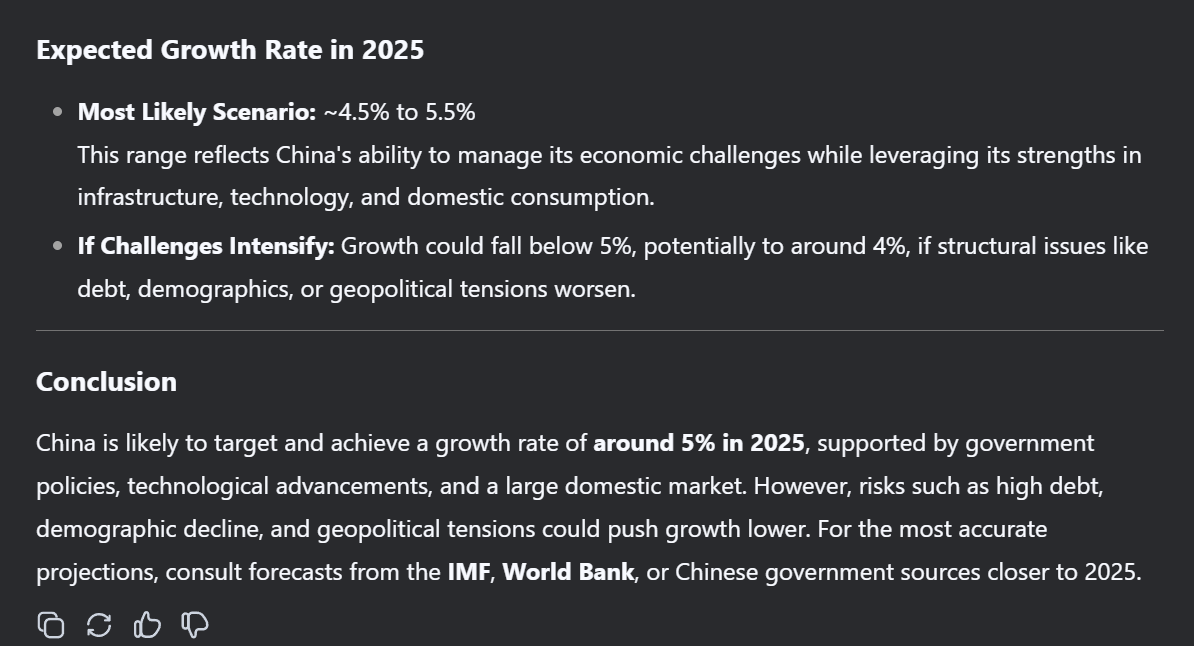 Expected Growth Rate in 2025
Most Likely Scenario: ~4.5% to 5.5%
This range reflects China's ability to manage its economic challenges while leveraging its strengths in
infrastructure, technology, and domestic consumption.
If Challenges Intensify: Growth could fall below 5%, potentially to around 4%, if structural issues like
debt, demographics, or geopolitical tensions worsen.
Conclusion
China is likely to target and achieve a growth rate of around 5% in 2025, supported by government
policies, technological advancements, and a large domestic market. However, risks such as high debt,
demographic decline, and geopolitical tensions could push growth lower. For the most accurate
projections, consult forecasts from the IMF, World Bank, or Chinese government sources closer to 2025.